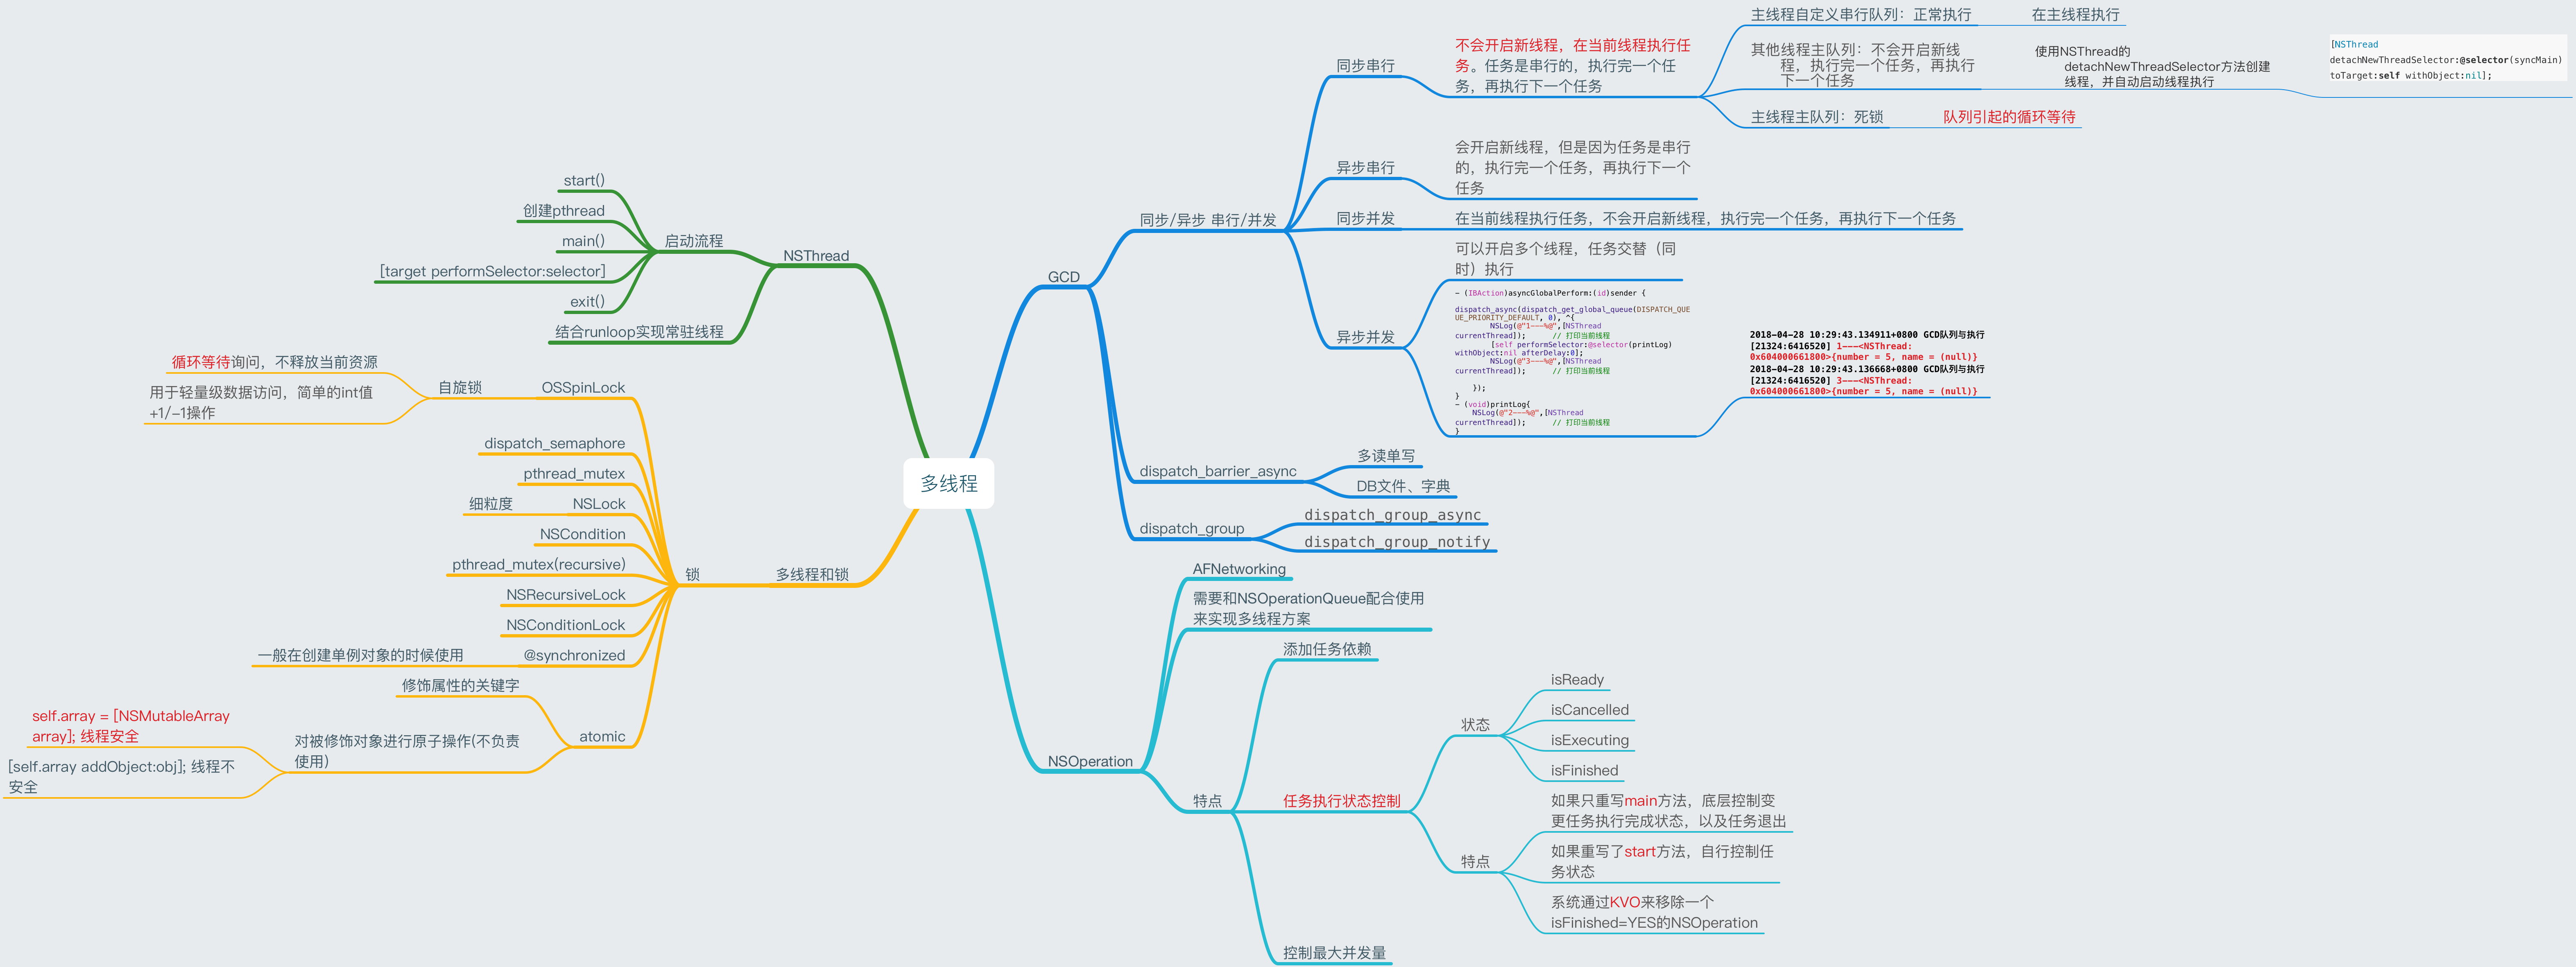 多线程
GCD
同步/异步 串行/并发
同步串行
不会开启新线程，在当前线程执行任
务。任务是串行的，执行完一个任
务，再执行下一个任务
主线程自定义串行队列：正常执行
在主线程执行
其他线程主队列：不会开启新线
程，执行完一个任务，再执行
下一个任务
使用NSThread的
detachNewThreadSelector方法创建
线程，并自动启动线程执行
[NSThread
detachNewThreadSelector:@selector(syncMain)
toTarget:self withObject:nil];
主线程主队列：死锁
队列引起的循环等待
异步串行
会开启新线程，但是因为任务是串行
的，执行完一个任务，再执行下一个
任务
同步并发
在当前线程执行任务，不会开启新线程，执行完一个任务，再执行下一个任务
异步并发
可以开启多个线程，任务交替（同
时）执行
- (IBAction)asyncGlobalPerform:(id)sender {
dispatch_async(dispatch_get_global_queue(DISPATCH_QUE
UE_PRIORITY_DEFAULT, 0), ^{
NSLog(@"1---%@",[NSThread
currentThread]); // 打印当前线程
[self performSelector:@selector(printLog)
withObject:nil afterDelay:0];
NSLog(@"3---%@",[NSThread
currentThread]); // 打印当前线程
});
}
- (void)printLog{
NSLog(@"2---%@",[NSThread
currentThread]); // 打印当前线程
}
2018-04-28 10:29:43.134911+0800 GCD队列与执行
[21324:6416520] 1---<NSThread:
0x604000661800>{number = 5, name = (null)}
2018-04-28 10:29:43.136668+0800 GCD队列与执行
[21324:6416520] 3---<NSThread:
0x604000661800>{number = 5, name = (null)}
dispatch_barrier_async
多读单写
DB文件、字典
dispatch_group
dispatch_group_async
dispatch_group_notify
NSOperation
AFNetworking
需要和NSOperationQueue配合使用
来实现多线程方案
特点
添加任务依赖
任务执行状态控制
状态
isReady
isCancelled
isExecuting
isFinished
特点
如果只重写main方法，底层控制变
更任务执行完成状态，以及任务退出
如果重写了start方法，自行控制任
务状态
系统通过KVO来移除一个
isFinished=YES的NSOperation
控制最大并发量
NSThread
启动流程
start()
创建pthread
main()
[target performSelector:selector]
exit()
结合runloop实现常驻线程
多线程和锁
锁
OSSpinLock
自旋锁
循环等待询问，不释放当前资源
用于轻量级数据访问，简单的int值
+1/-1操作
dispatch_semaphore
pthread_mutex
NSLock
细粒度
NSCondition
pthread_mutex(recursive)
NSRecursiveLock
NSConditionLock
@synchronized
一般在创建单例对象的时候使用
atomic
修饰属性的关键字
对被修饰对象进行原子操作(不负责
使用)
self.array = [NSMutableArray
array]; 线程安全
[self.array addObject:obj]; 线程不
安全